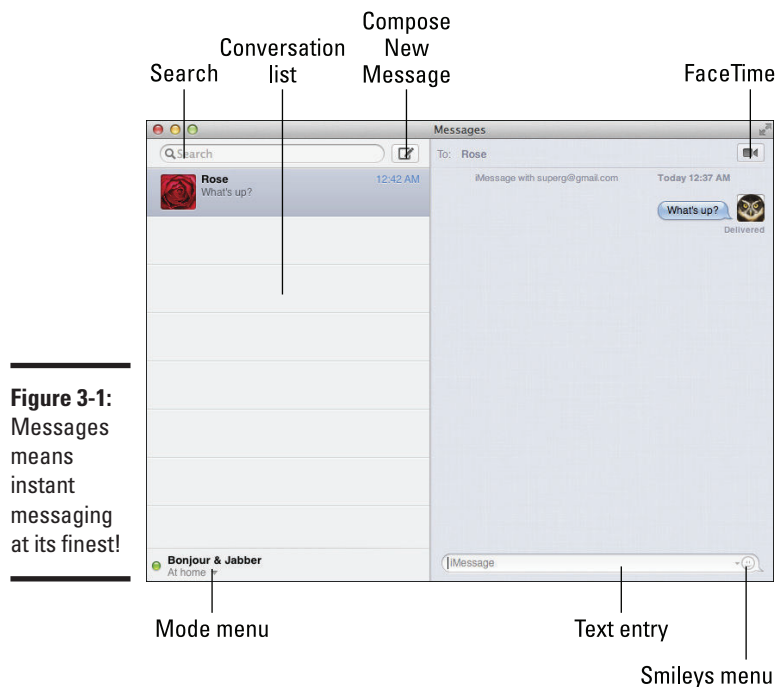 Compose
New
Message
Conversation
list
Search
FaceTime
Messages
Search
To: Rose
Rose
12:42 AM
What's up?
iMessage with superg@gmail.com
Today 12:37 AM
What's up?
Delivered
Figure 3-1:
Messages
means
instant
messaging
at its finest!
Bonjour & Jabber
At home
iMessage
Mode menu
Text entry
Smileys menu